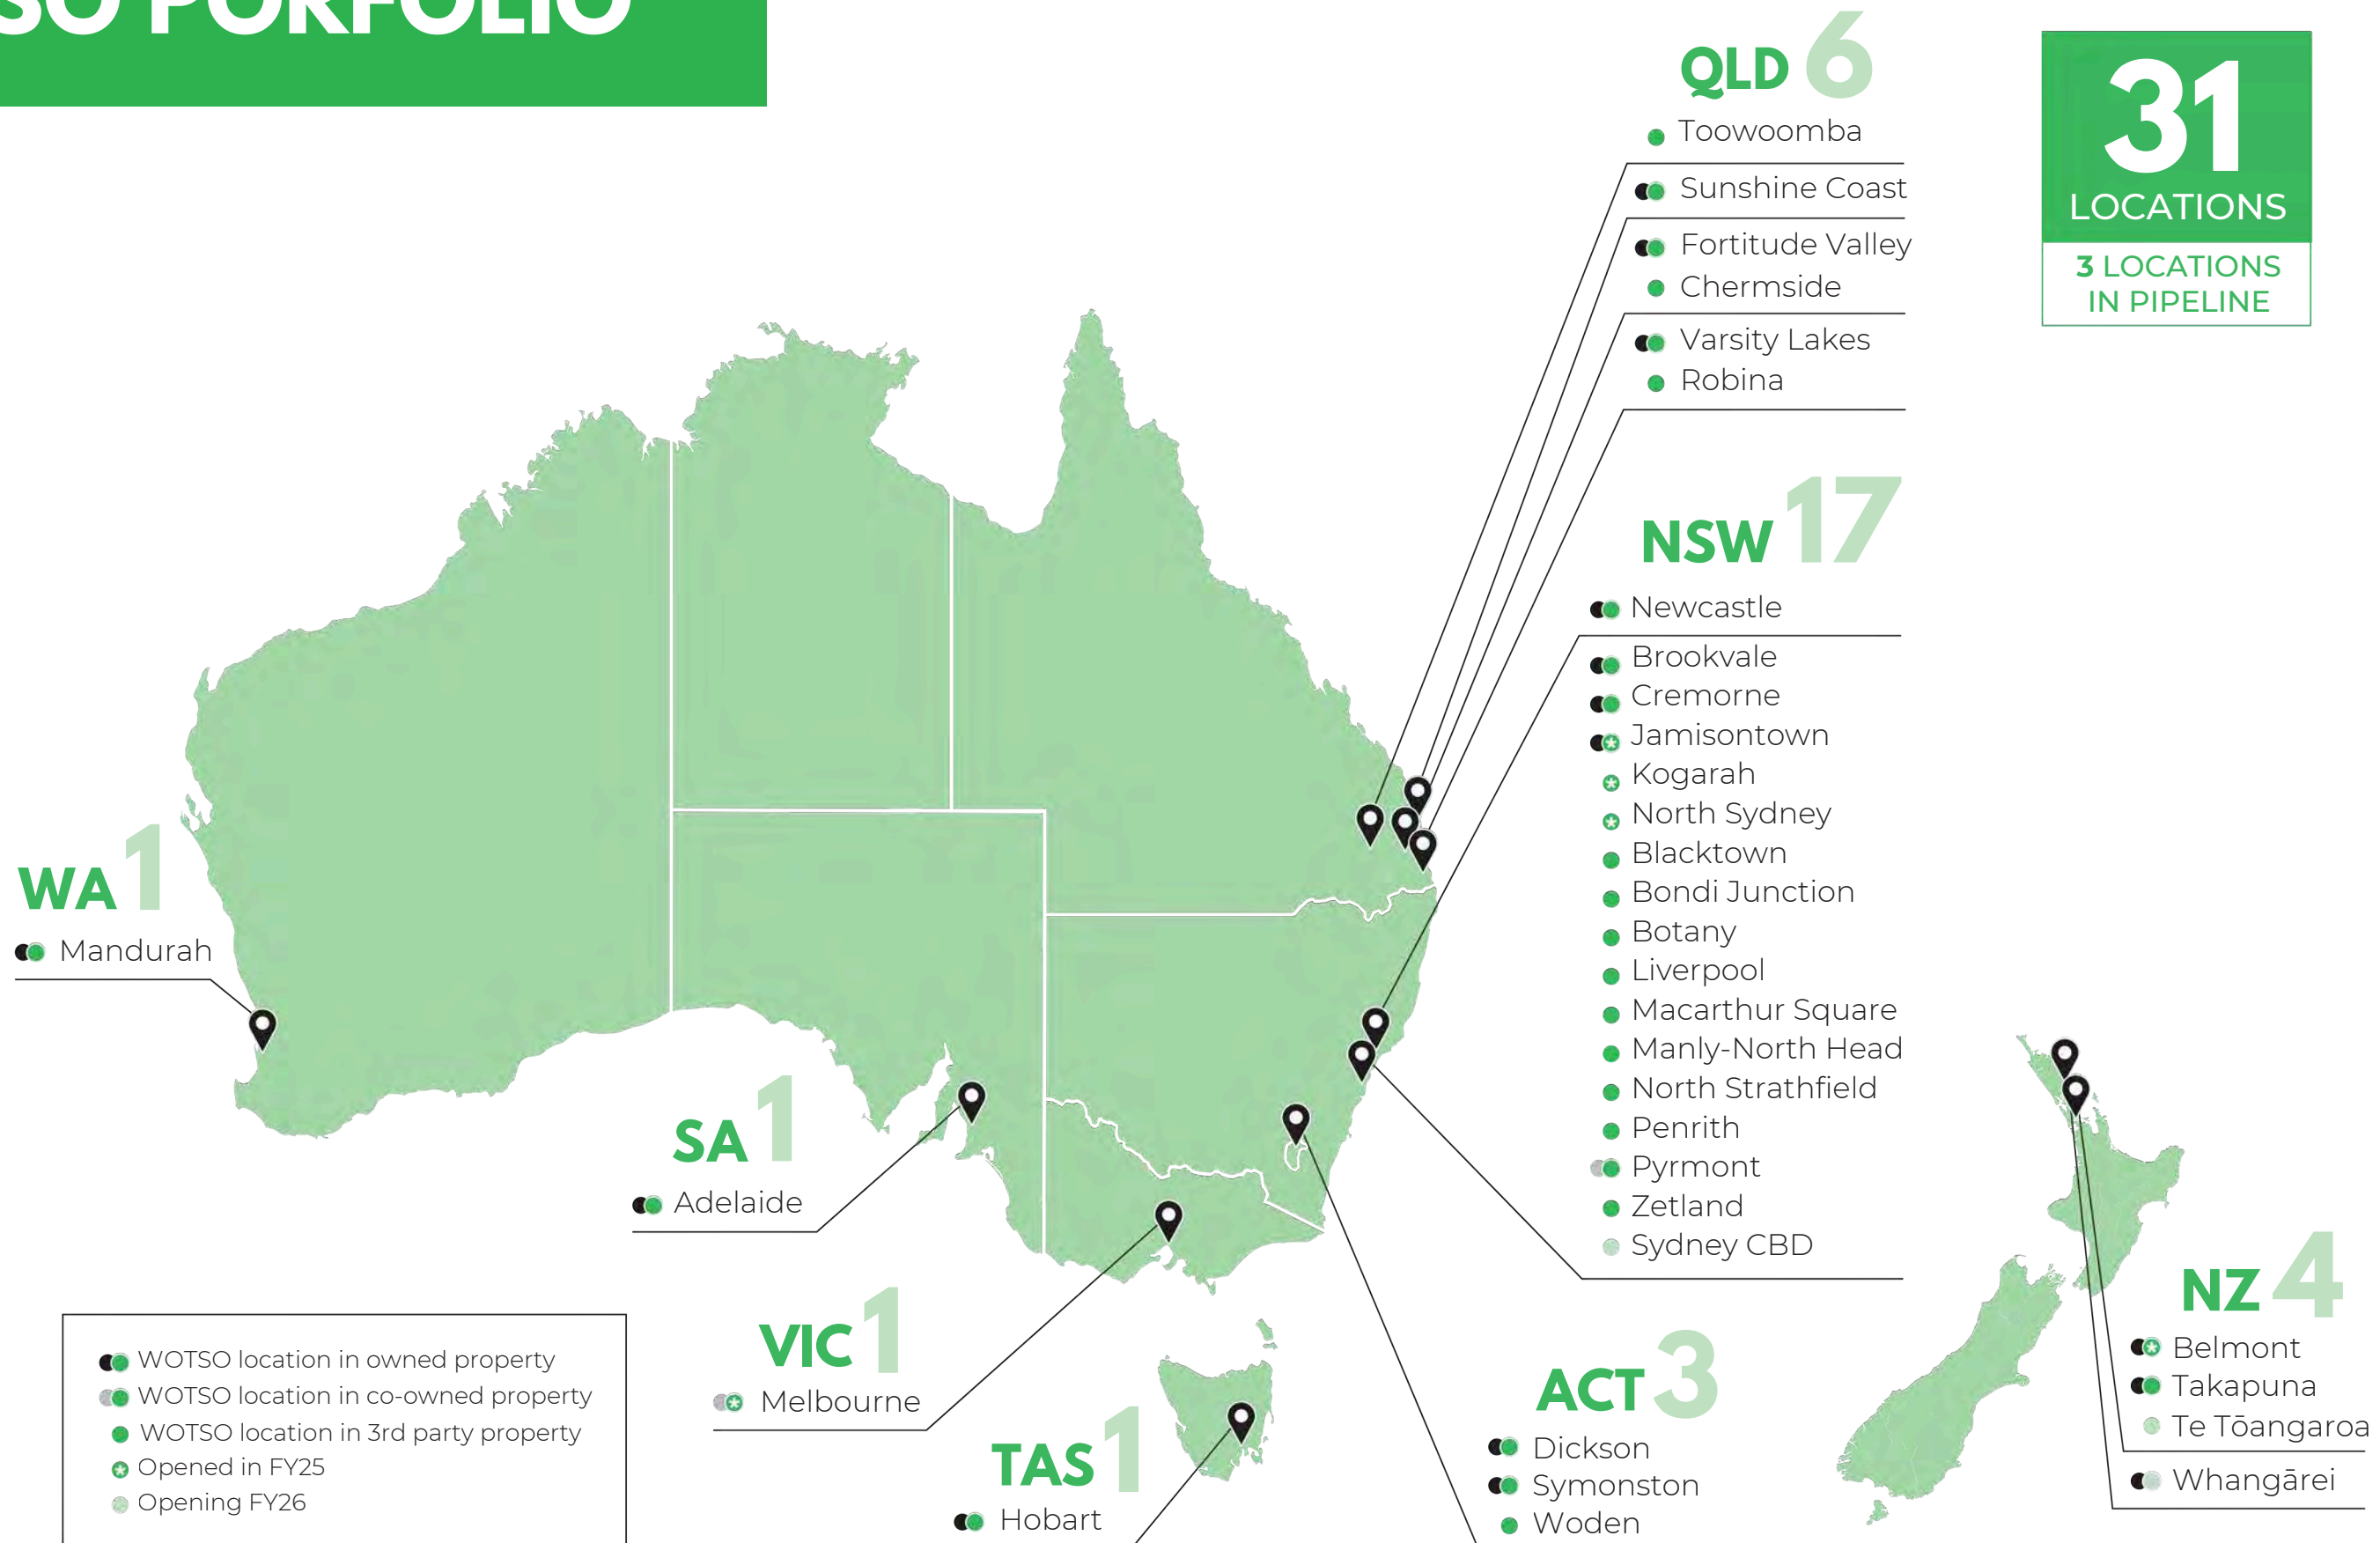 SO PORFOLIO
31
LOCATIONS
3 LOCATIONS
IN PIPELINE
QLD 6
Toowoomba
Sunshine Coast
Fortitude Valley
Chermside
Varsity Lakes
Robina
NSW 17
Newcastle
Brookvale
Cremorne
Jamisontown
Kogarah
North Sydney
Blacktown
Bondi Junction
Botany
Liverpool
Macarthur Square
Manly-North Head
North Strathfield
Penrith
Pyrmont
Zetland
Sydney CBD
WA 1
Mandurah
SA 1
Adelaide
VIC 1
Melbourne
TAS 1
Hobart
ACT 3
Dickson
Symonston
Woden
NZ 4
Belmont
Takapuna
Te Tōangaroa
Whangārei
WOTSO location in owned property
WOTSO location in co-owned property
WOTSO location in 3rd party property
Opened in FY25
Opening FY26